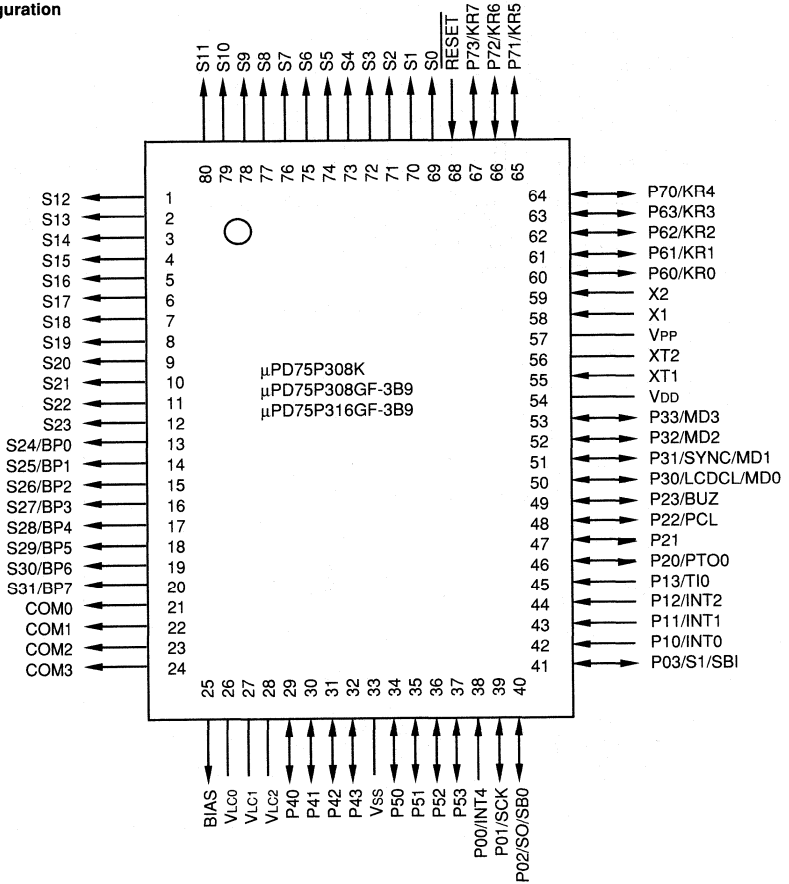 guration
S11 S10 S9 S8 S7 S6 S5 S4 S3 S2 S1 S0 RESET P73/KR7 P72/KR6 P71/KR5
80 79 78 77 76 75 74 73 72 71 70 69 68 67 66 65
S12 1
S13 2
S14 3
S15 4
S16 5
S17 6
S18 7
S19 8
S20 9
S21 10
S22 11
S23 12
S24/BP0 13
S25/BP1 14
S26/BP2 15
S27/BP3 16
S28/BP4 17
S29/BP5 18
S30/BP6 19
S31/BP7 20
COM0 21
COM1 22
COM2 23
COM3 24
µPD75P308K
µPD75P308GF-3B9
µPD75P316GF-3B9
64 P70/KR4
63 P63/KR3
62 P62/KR2
61 P61/KR1
60 P60/KR0
59 X2
58 X1
57 VPP
56 XT2
55 XT1
54 VDD
53 P33/MD3
52 P32/MD2
51 P31/SYNC/MD1
50 P30/LCDCL/MD0
49 P23/BUZ
48 P22/PCL
47 P21
46 P20/PTO0
45 P13/TI0
44 P12/INT2
43 P11/INT1
42 P10/INT0
41 P03/S1/SBI
25 26 27 28 29 30 31 32 33 34 35 36 37 38 39 40
BIAS VLC0 VLC1 VLC2 P40 P41 P42 P43 VSS P50 P51 P52 P53 P00/INT4 P01/SCK P02/SO/SB0